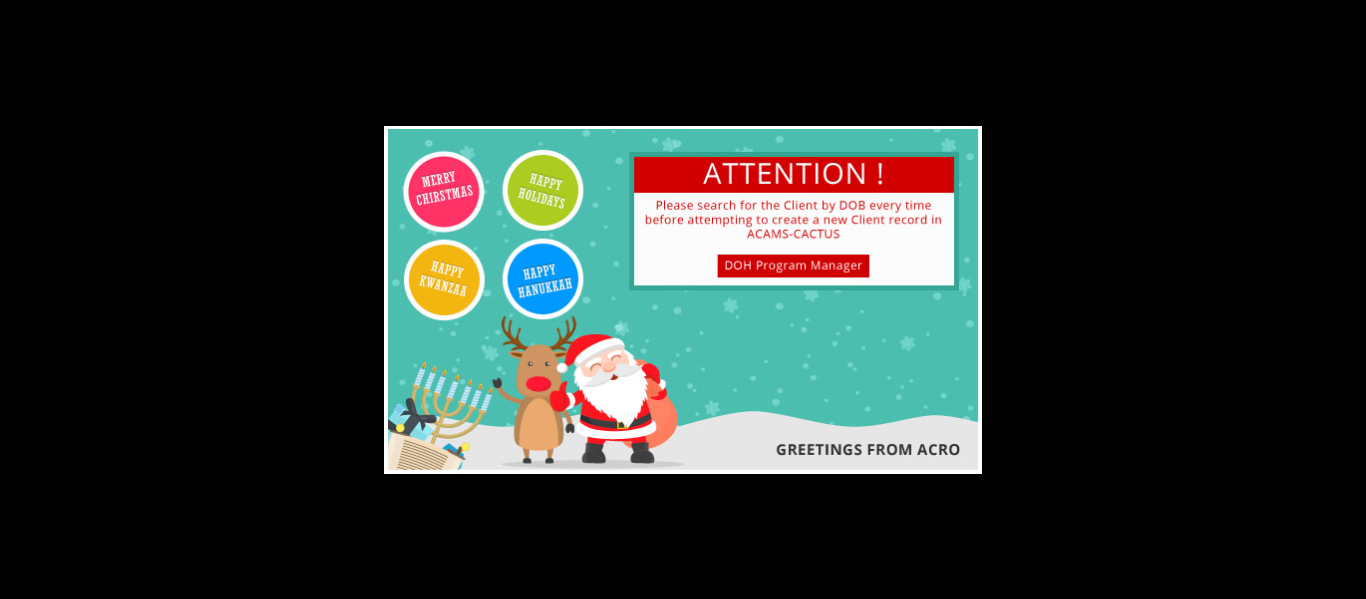 MERRY
CHIRSTMAS
HAPPY
HOLIDAYS
HAPPY
KWANZAA
HAPPY
HANUKKAH
ATTENTION !
Please search for the Client by DOB every time
before attempting to create a new Client record in
ACAMS-CACTUS
DOH Program Manager
GREETINGS FROM ACRO